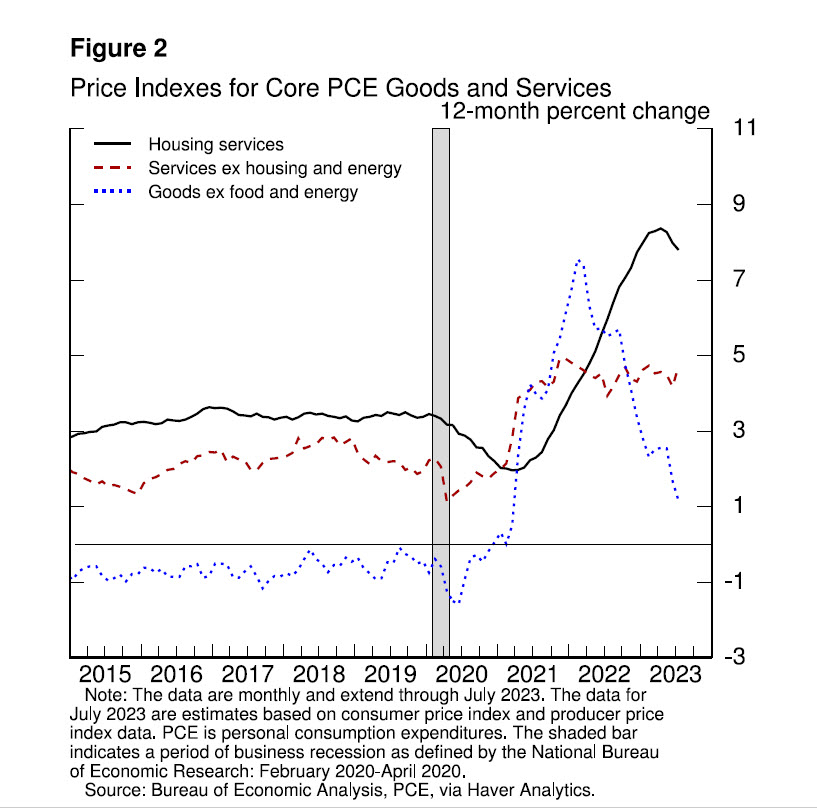 Figure 2
Price Indexes for Core PCE Goods and Services
12-month percent change
Housing services
Services ex housing and energy
Goods ex food and energy
11
9
7
5
3
1
-1
-3
2015 2016 2017 2018 2019 2020 2021 2022 2023
Note: The data are monthly and extend through July 2023. The data for
July 2023 are estimates based on consumer price index and producer price
index data. PCE is personal consumption expenditures. The shaded bar
indicates a period of business recession as defined by the National Bureau
of Economic Research: February 2020-April 2020.
Source: Bureau of Economic Analysis, PCE, via Haver Analytics.